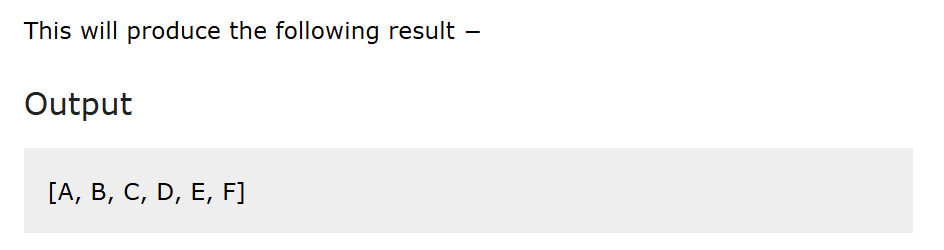 This will produce the following result −
Output
[A, B, C, D, E, F]